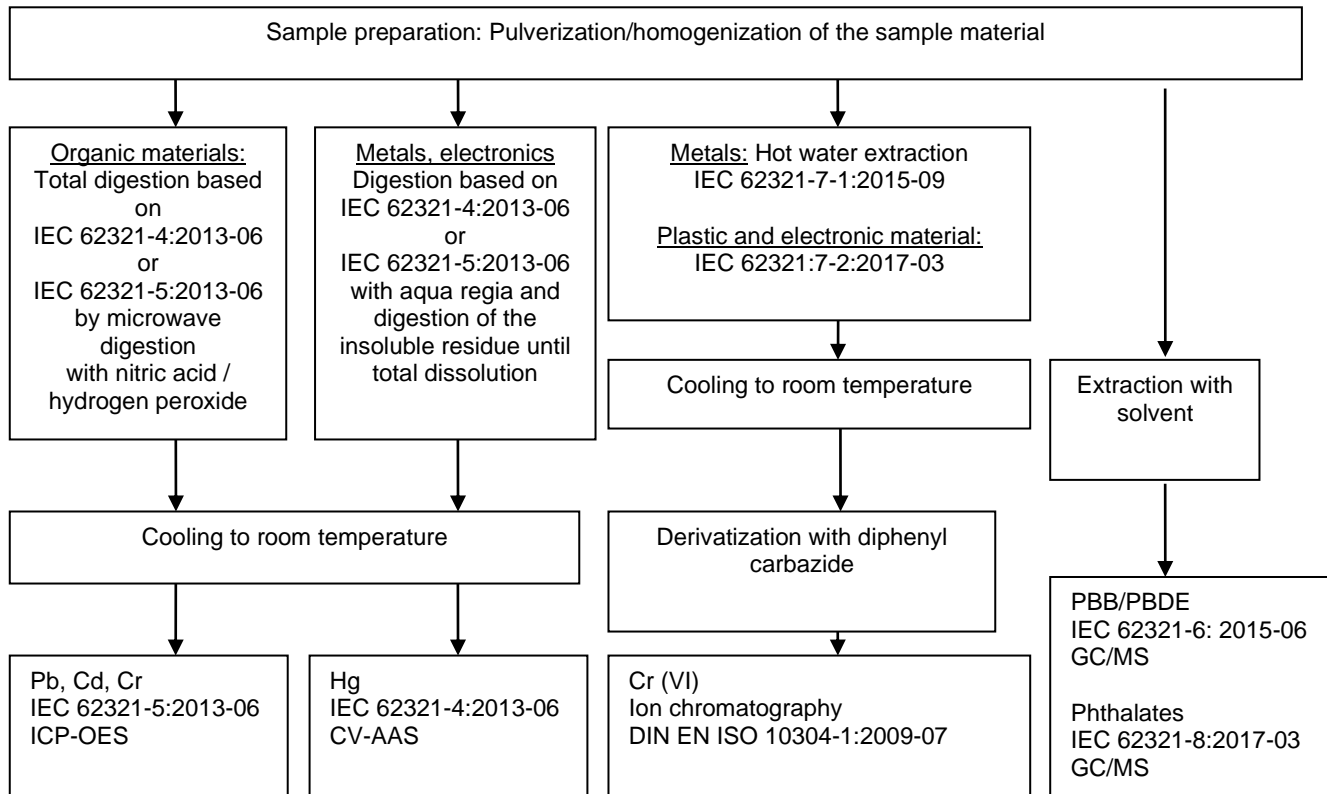 Sample preparation: Pulverization/homogenization of the sample material
Organic materials:
Total digestion based
on
IEC 62321-4:2013-06
or
IEC 62321-5:2013-06
by microwave
digestion
with nitric acid /
hydrogen peroxide
Metals, electronics
Digestion based on
IEC 62321-4:2013-06
or
IEC 62321-5:2013-06
with aqua regia and
digestion of the
insoluble residue until
total dissolution
Metals: Hot water extraction
IEC 62321-7-1:2015-09
Plastic and electronic material:
IEC 62321:7-2:2017-03
Cooling to room temperature
Extraction with
solvent
Cooling to room temperature
Derivatization with diphenyl
carbazide
Pb, Cd, Cr
IEC 62321-5:2013-06
ICP-OES
Hg
IEC 62321-4:2013-06
CV-AAS
Cr (VI)
Ion chromatography
DIN EN ISO 10304-1:2009-07
PBB/PBDE
IEC 62321-6: 2015-06
GC/MS
Phthalates
IEC 62321-8:2017-03
GC/MS